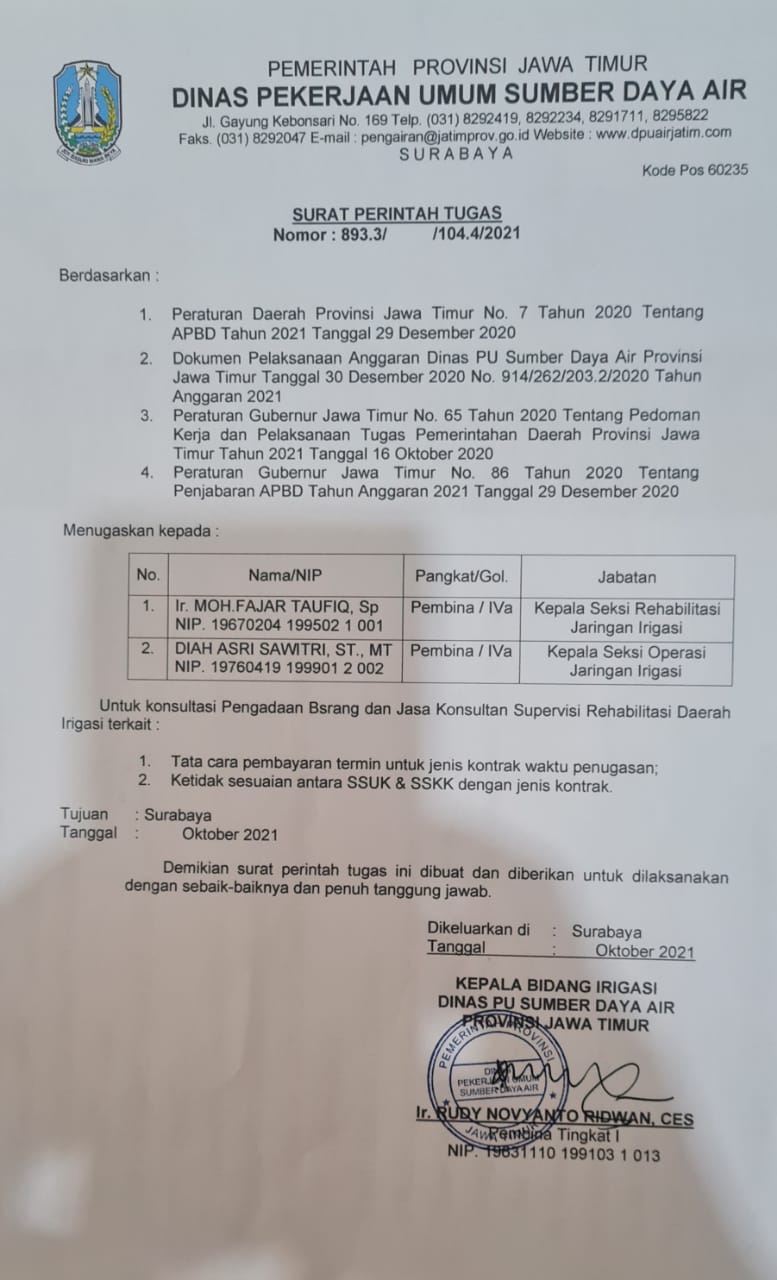 PEMERINTAH PROVINSI JAWA TIMUR
DINAS PEKERJAAN UMUM SUMBER DAYA AIR
Jl. Gayung Kebonsari No. 169 Telp. (031) 8292419, 8292234, 8291711, 8295822
Faks. (031) 8292047 E-mail : pengairan@jatimprov.go.id Website : www.dpuairjatim.com
SURABAYA
Kode Pos 60235
SURAT PERINTAH TUGAS
Nomor : 893.3/ /104.4/2021
Berdasarkan :
1. Peraturan Daerah Provinsi Jawa Timur No. 7 Tahun 2020 Tentang
APBD Tahun 2021 Tanggal 29 Desember 2020
2. Dokumen Pelaksanaan Anggaran Dinas PU Sumber Daya Air Provinsi
Jawa Timur Tanggal 30 Desember 2020 No. 914/262/203.2/2020 Tahun
Anggaran 2021
3. Peraturan Gubernur Jawa Timur No. 65 Tahun 2020 Tentang Pedoman
Kerja dan Pelaksanaan Tugas Pemerintahan Daerah Provinsi Jawa
Timur Tahun 2021 Tanggal 16 Oktober 2020
4. Peraturan Gubernur Jawa Timur No. 86 Tahun 2020 Tentang
Penjabaran APBD Tahun Anggaran 2021 Tanggal 29 Desember 2020
Menugaskan kepada :
No. Nama/NIP Pangkat/Gol. Jabatan
1. Ir. MOH.FAJAR TAUFIQ, Sp Pembina / IVa Kepala Seksi Rehabilitasi
NIP. 19670204 199502 1 001 Jaringan Irigasi
2. DIAH ASRI SAWITRI, ST., MT Pembina / IVa Kepala Seksi Operasi
NIP. 19760419 199901 2 002 Jaringan Irigasi
Untuk konsultasi Pengadaan Bsrang dan Jasa Konsultan Supervisi Rehabilitasi Daerah
Irigasi terkait :
1. Tata cara pembayaran termin untuk jenis kontrak waktu penugasan;
2. Ketidak sesuaian antara SSUK & SSKK dengan jenis kontrak.
Tujuan : Surabaya
Tanggal : Oktober 2021
Demikian surat perintah tugas ini dibuat dan diberikan untuk dilaksanakan
dengan sebaik-baiknya dan penuh tanggung jawab.
Dikeluarkan di : Surabaya
Tanggal : Oktober 2021
KEPALA BIDANG IRIGASI
DINAS PU SUMBER DAYA AIR
PROVINSI JAWA TIMUR
PEMERINTAH PROVINSI
PEKERJAAN UMUM
SUMBER DAYA AIR
JAWA TIMUR
Ir. RUDY NOVYANTO RIDWAN, CES
Pembina Tingkat I
NIP. 19631110 199103 1 013